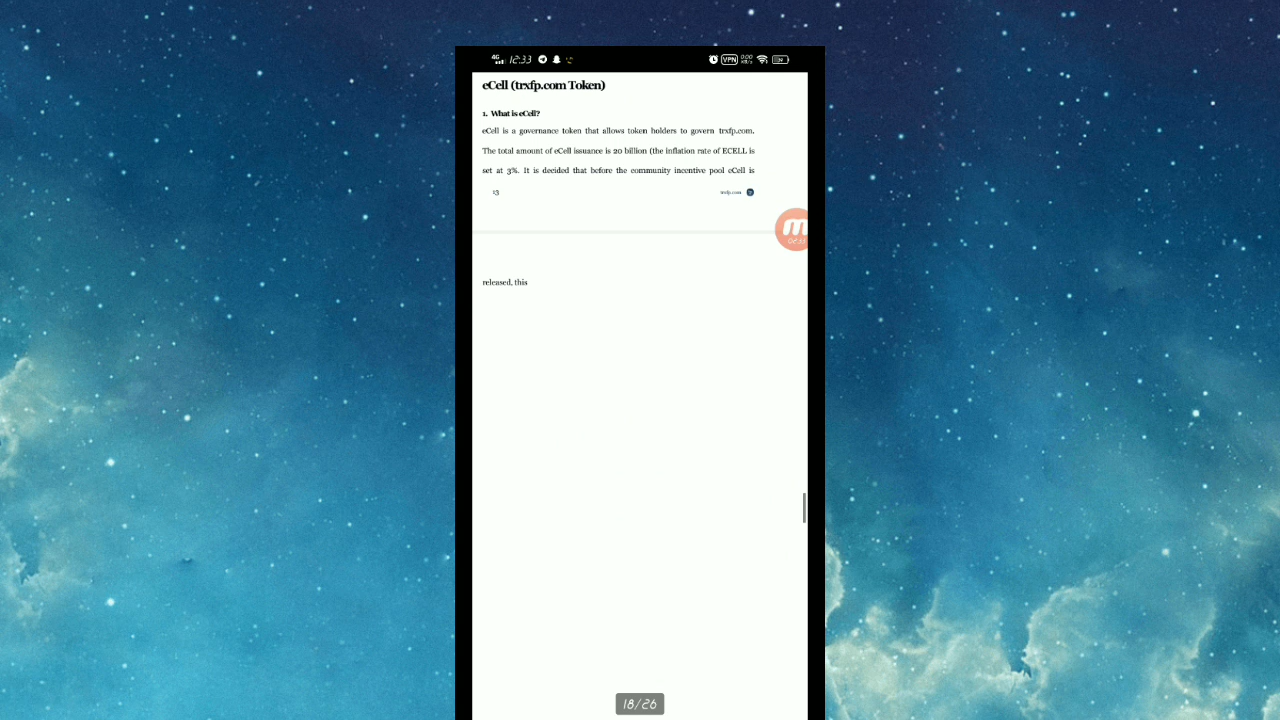 4G 12:33 VPN 0.00 KB/s
eCell (trxfp.com Token)
1. What is eCell?
eCell is a governance token that allows token holders to govern trxfp.com.
The total amount of eCell issuance is 20 billion (the inflation rate of ECELL is
set at 3%. It is decided that before the community incentive pool eCell is
13 trxfp.com
released, this
18/26